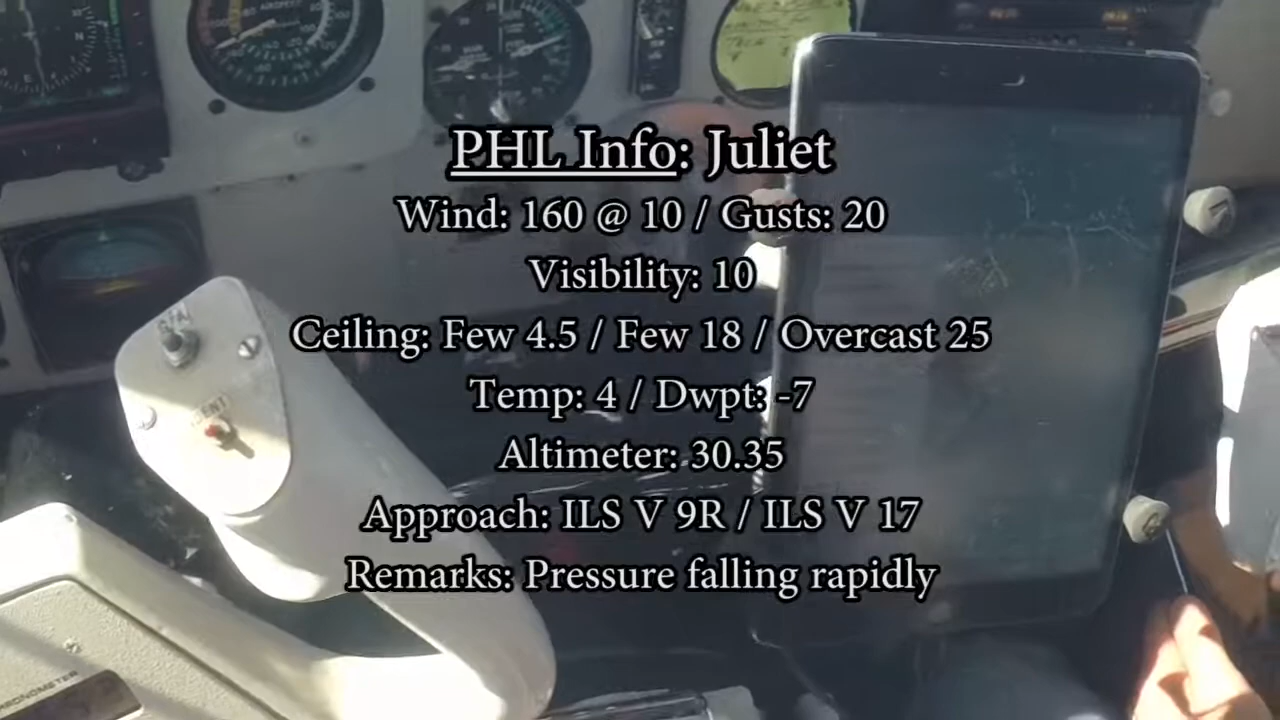 PHL Info: Juliet
Wind: 160 @ 10 / Gusts: 20
Visibility: 10
Ceiling: Few 4.5 / Few 18 / Overcast 25
Temp: 4 / Dwpt: -7
Altimeter: 30.35
Approach: ILS V 9R / ILS V 17
Remarks: Pressure falling rapidly
AIRSPEED